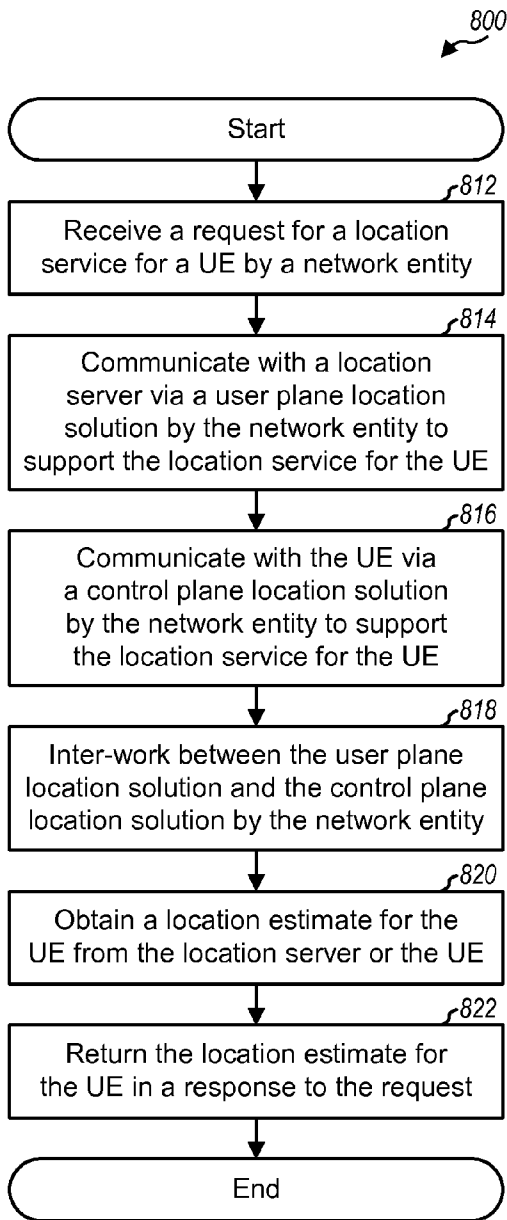 800
Start
812
Receive a request for a location
service for a UE by a network entity
814
Communicate with a location
server via a user plane location
solution by the network entity to
support the location service for the UE
816
Communicate with the UE via
a control plane location solution
by the network entity to support
the location service for the UE
818
Inter-work between the user plane
location solution and the control plane
location solution by the network entity
820
Obtain a location estimate for the
UE from the location server or the UE
822
Return the location estimate for
the UE in a response to the request
End